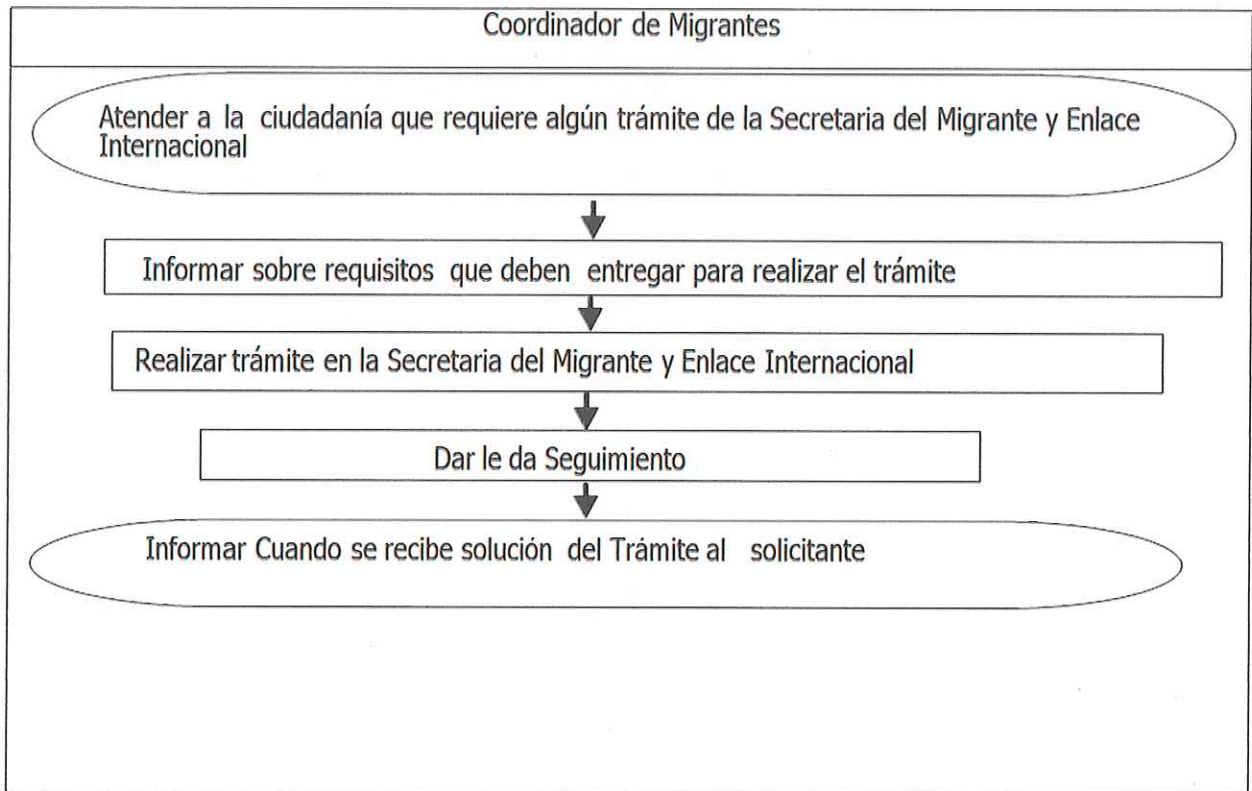 Coordinador de Migrantes
Atender a la ciudadanía que requiere algún trámite de la Secretaria del Migrante y Enlace
Internacional
Informar sobre requisitos que deben entregar para realizar el trámite
Realizar trámite en la Secretaria del Migrante y Enlace Internacional
Dar le da Seguimiento
Informar Cuando se recibe solución del Trámite al solicitante